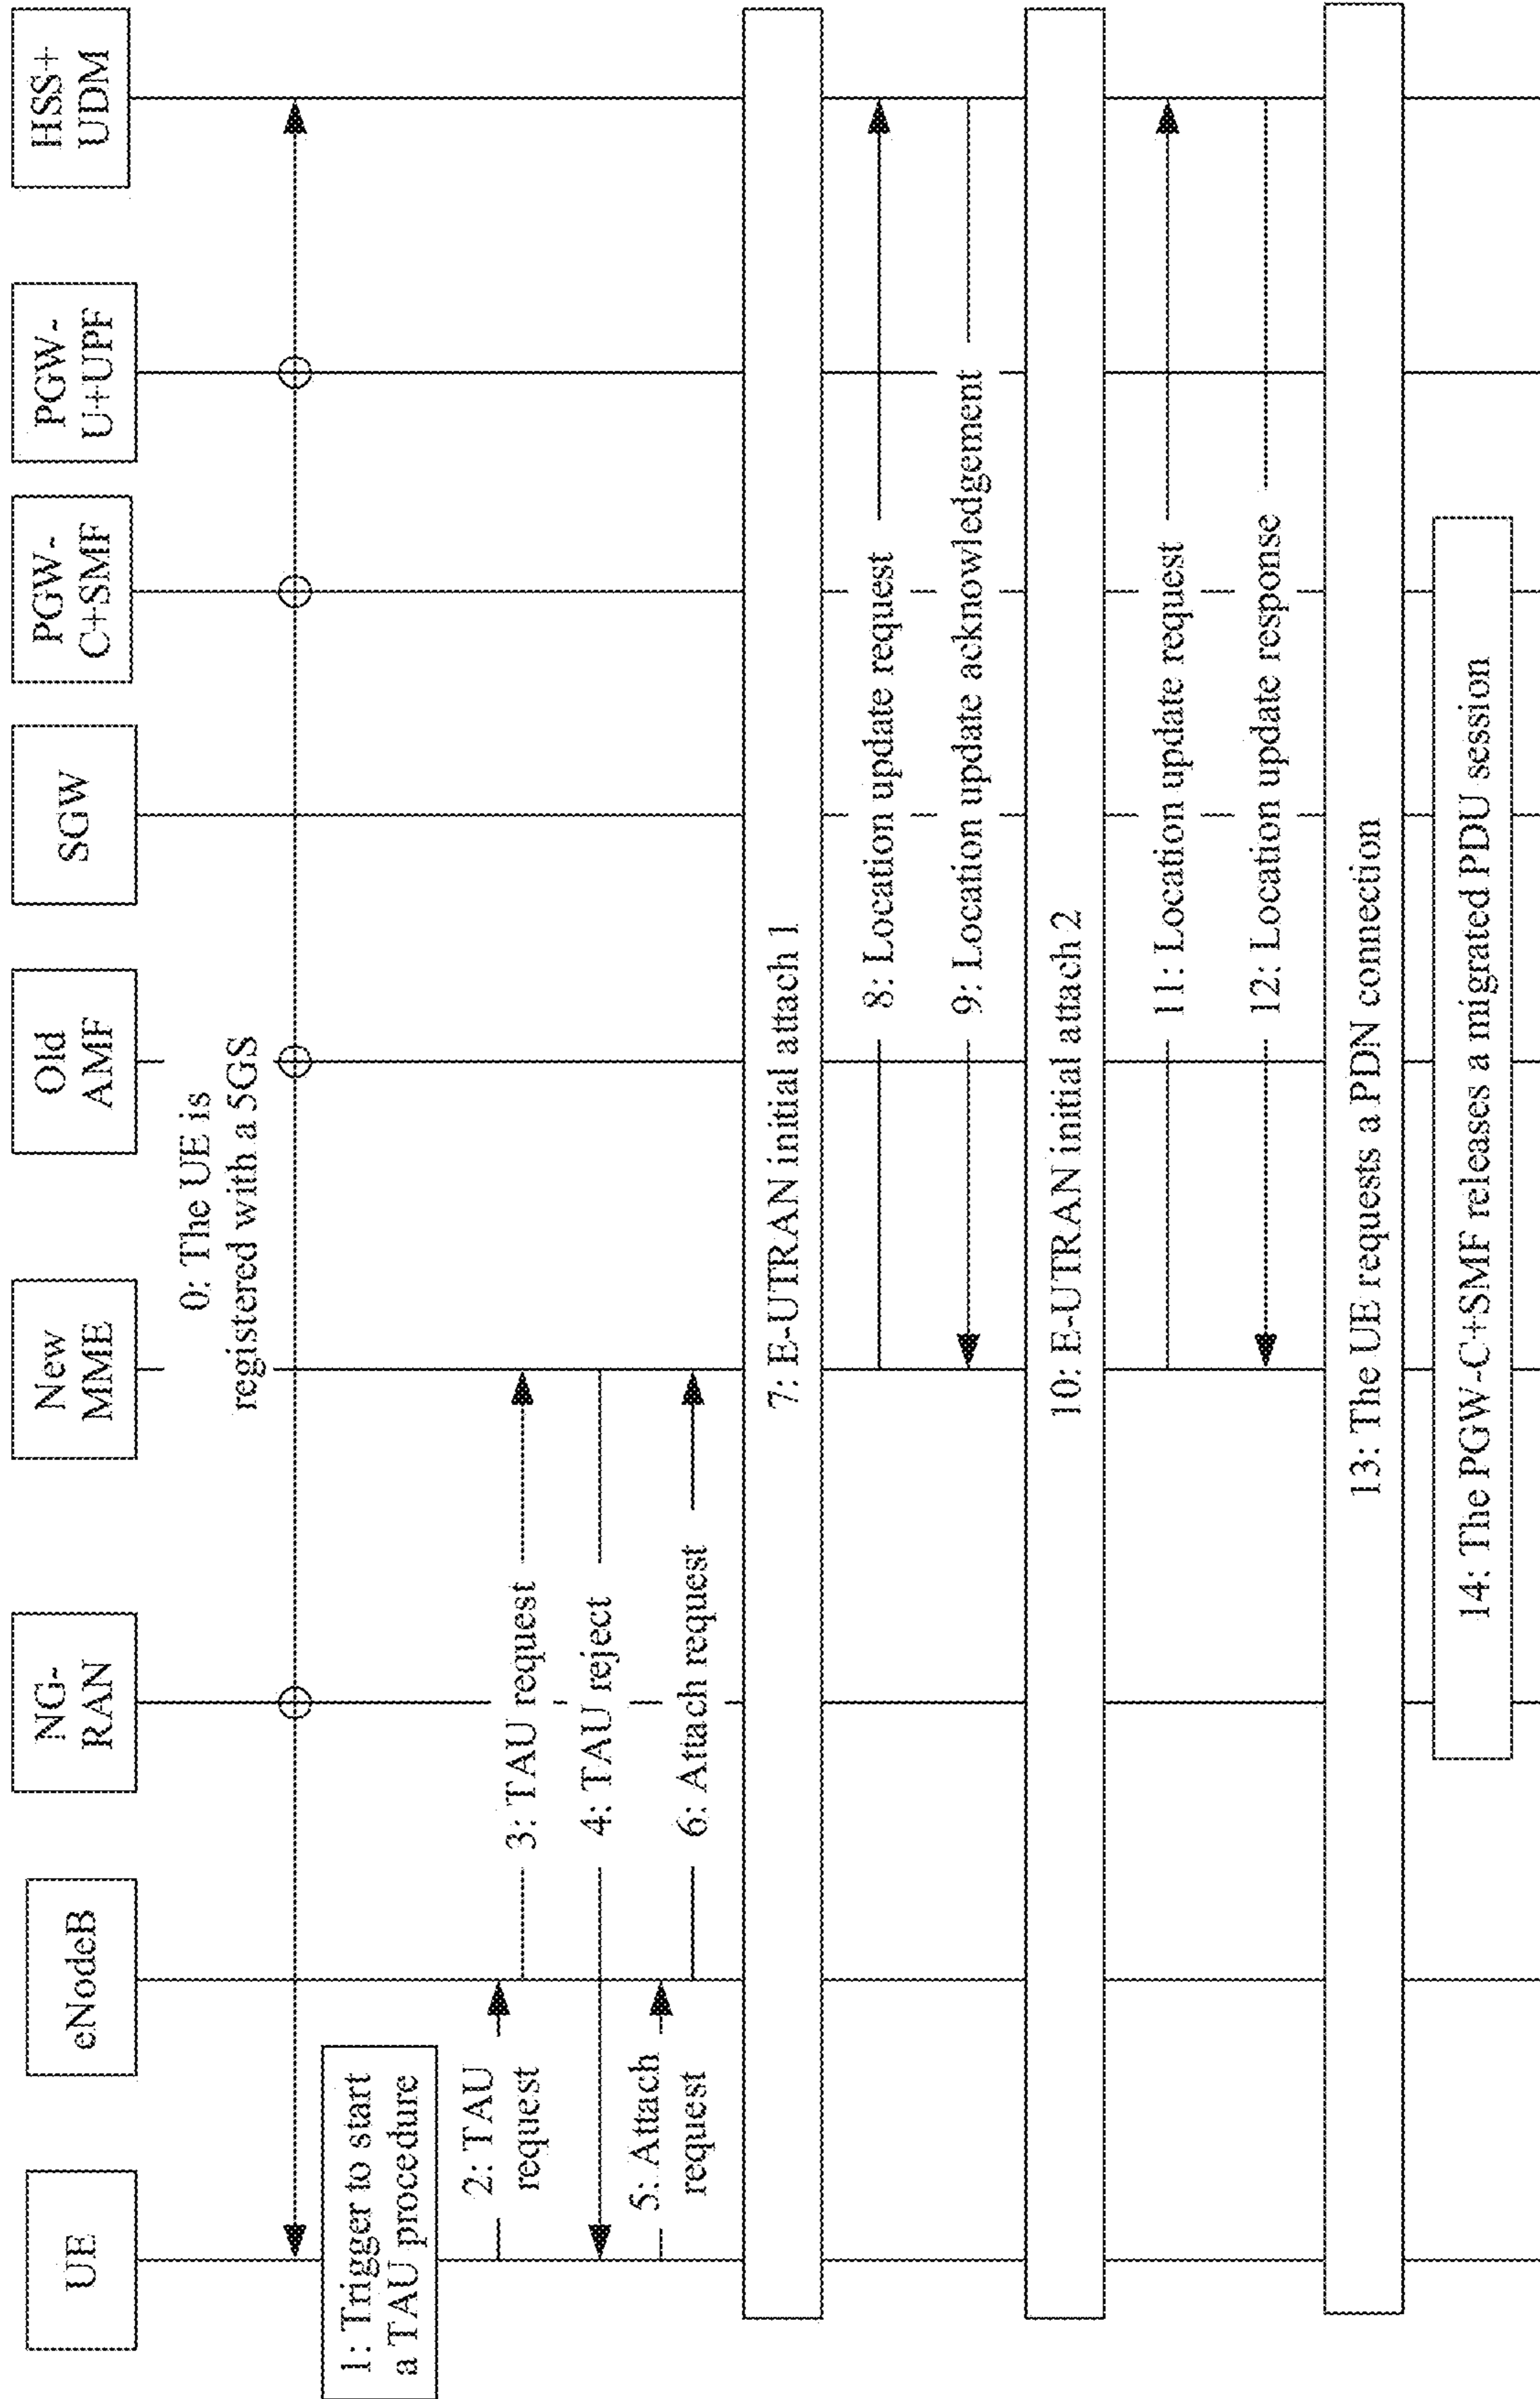 UE
eNodeB
NG-
RAN
New
MME
Old
AMF
SGW
PGW-
C+SMF
PGW-
U+UPF
HSS+
UDM
0: The UE is
registered with a 5GS
1: Trigger to start
a TAU procedure
2: TAU
request
3: TAU request
4: TAU reject
5: Attach
request
6: Attach request
7: E-UTRAN initial attach 1
8: Location update request
9: Location update acknowledgement
10: E-UTRAN initial attach 2
11: Location update request
12: Location update response
13: The UE requests a PDN connection
14: The PGW-C+SMF releases a migrated PDU session